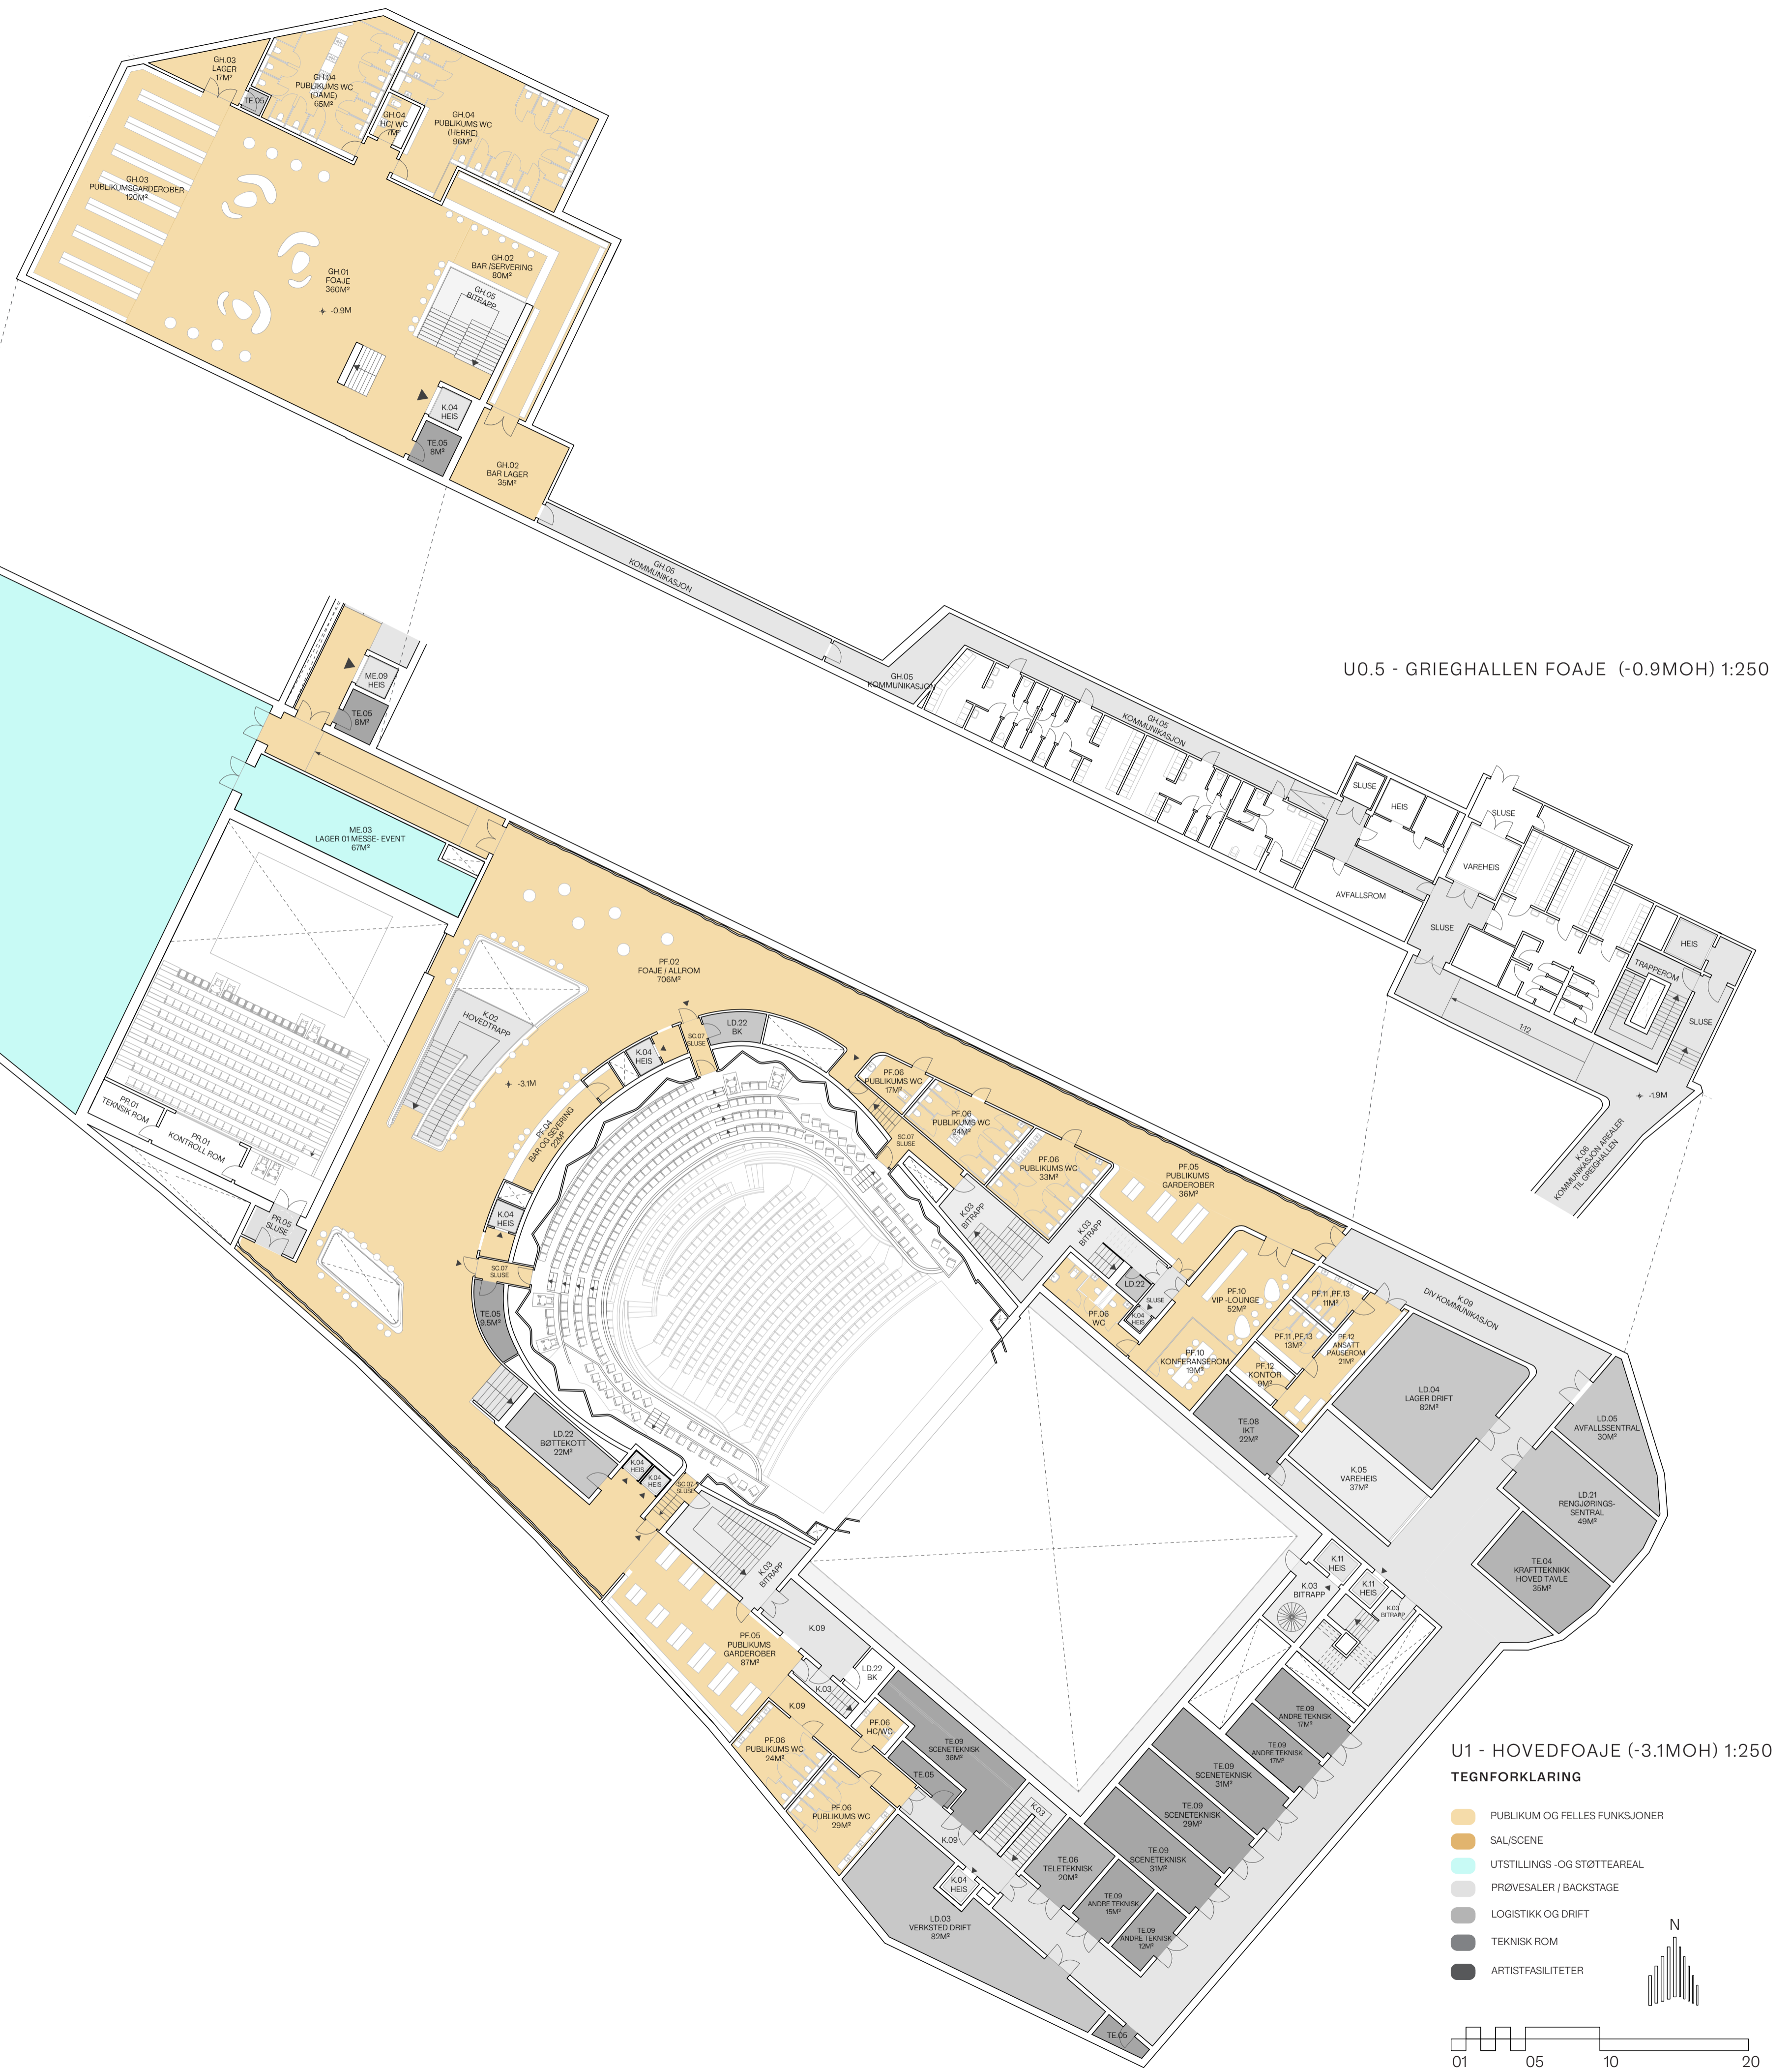 GH.03
LAGER
17M²
GH.04
PUBLIKUMS WC
(DAME)
65M²
TE.05
GH.04
HC/ WC
7M²
GH.04
PUBLIKUMS WC
(HERRE)
96M²
GH.03
PUBLIKUMSGARDEROBER
120M²
GH.01
FOAJE
360M²
-0.9M
GH.02
BAR /SERVERING
80M²
GH.05
BITRAPP
K.04
HEIS
TE.05
8M²
GH.02
BAR LAGER
35M²
GH.05
KOMMUNIKASJON
GH.05
KOMMUNIKASJON
GH.05
KOMMUNIKASJON
U0.5 - GRIEGHALLEN FOAJE (-0.9MOH) 1:250
SLUSE
HEIS
SLUSE
VAREHEIS
AVFALLSROM
SLUSE
HEIS
TRAPPEROM
SLUSE
1:12
-1.9M
K.06
KOMMUNIKASJON AREALER
TIL GREIGHALLEN
ME.09
HEIS
TE.05
8M²
ME.03
LAGER 01 MESSE- EVENT
67M²
PF.02
FOAJE / ALLROM
706M²
K.02
HOVEDTRAPP
-3.1M
LD.22
BK
SC.07
SLUSE
K.04
HEIS
PF.04
BAR OG SEVERING
22M²
K.04
HEIS
SC.07
SLUSE
TE.05
9.5M²
PR.01
TEKNSIK ROM
PR.01
KONTROLL ROM
PR.05
SLUSE
PF.06
PUBLIKUMS WC
17M²
PF.06
PUBLIKUMS WC
24M²
SC.07
SLUSE
PF.06
PUBLIKUMS WC
33M²
PF.05
PUBLIKUMS
GARDEROBER
36M²
K.03
BITRAPP
K.03
BITRAPP
LD.22
SLUSE
K.04
HEIS
PF.06
WC
PF.10
VIP -LOUNGE
52M²
PF.10
KONFERANSEROM
19M²
PF.11 ,PF.13
11M²
PF.11 ,PF.13
13M²
PF.12
ANSATT
PAUSEROM
21M²
PF.12
KONTOR
9M²
K.09
DIV KOMMUNIKASJON
LD.04
LAGER DRIFT
82M²
TE.08
IKT
22M²
K.05
VAREHEIS
37M²
LD.05
AVFALLSSENTRAL
30M²
LD.21
RENGJØRINGS-
SENTRAL
49M²
TE.04
KRAFTTEKNIKK
HOVED TAVLE
35M²
LD.22
BØTTEKOTT
22M²
K.04
HEIS
K.04
HEIS
SC.07
SLUSE
K.03
BITRAPP
K.11
HEIS
K.11
HEIS
K.03
BITRAPP
K.03
BITRAPP
PF.05
PUBLIKUMS
GARDEROBER
87M²
K.09
LD.22
BK
K.03
K.09
PF.06
HC/WC
PF.06
PUBLIKUMS WC
24M²
PF.06
PUBLIKUMS WC
29M²
TE.09
SCENETEKNISK
36M²
TE.05
K.03
K.09
K.04
HEIS
LD.03
VERKSTED DRIFT
82M²
TE.06
TELETEKNISK
20M²
TE.09
ANDRE TEKNISK
17M²
TE.09
ANDRE TEKNISK
17M²
TE.09
SCENETEKNISK
31M²
TE.09
SCENETEKNISK
29M²
TE.09
SCENETEKNISK
31M²
TE.09
ANDRE TEKNISK
15M²
TE.09
ANDRE TEKNISK
12M²
TE.05
U1 - HOVEDFOAJE (-3.1MOH) 1:250
TEGNFORKLARING
PUBLIKUM OG FELLES FUNKSJONER
SAL/SCENE
UTSTILLINGS -OG STØTTEAREAL
PRØVESALER / BACKSTAGE
LOGISTIKK OG DRIFT
TEKNISK ROM
ARTISTFASILITETER
N
01 05 10 20